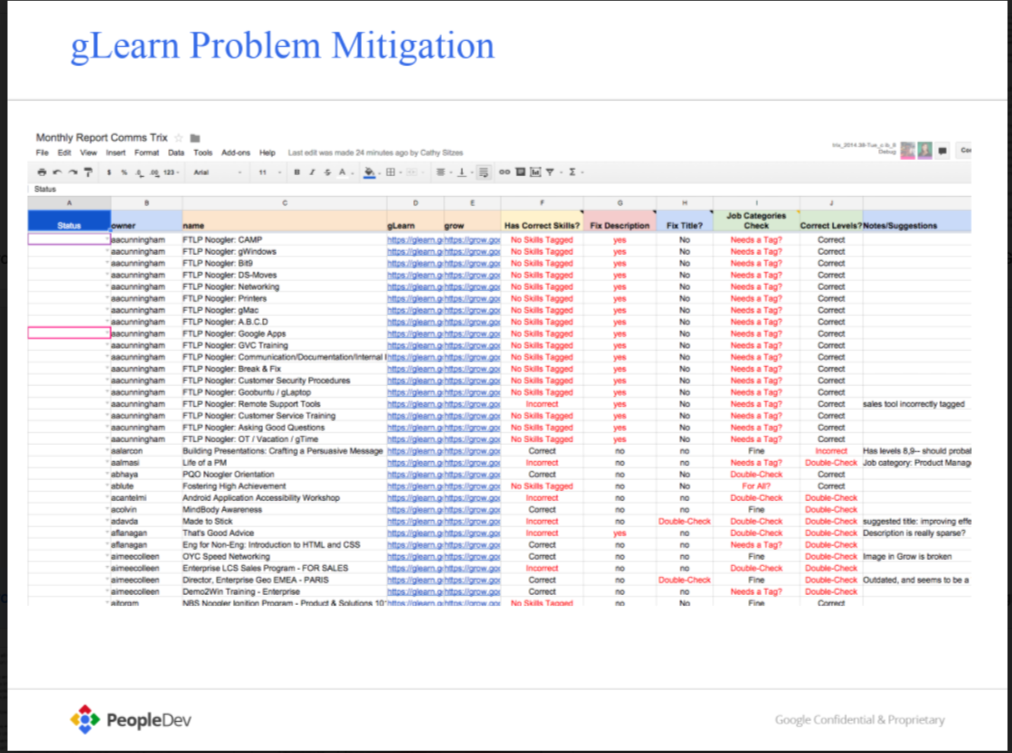 gLearn Problem Mitigation
Monthly Report Comms Trix
File Edit View Insert Format Data Tools Add-ons Help Last edit was made 24 minutes ago by Cathy Sitzes
Debug
$ % .0 .00 123 Arial 11 B I S A
Status
A B C D E F G H I J
Status owner name gLearn grow Has Correct Skills? Fix Description Fix Title? Job Categories Check Correct Levels? Notes/Suggestions
aacunningham FTLP Noogler: CAMP https://glearn.g https://grow.goo No Skills Tagged yes No Needs a Tag? Correct
aacunningham FTLP Noogler: gWindows https://glearn.g https://grow.goo No Skills Tagged yes No Needs a Tag? Correct
aacunningham FTLP Noogler: Bit9 https://glearn.g https://grow.goo No Skills Tagged yes No Needs a Tag? Correct
aacunningham FTLP Noogler: DS-Moves https://glearn.g https://grow.goo No Skills Tagged yes No Needs a Tag? Correct
aacunningham FTLP Noogler: Networking https://glearn.g https://grow.goo No Skills Tagged yes No Needs a Tag? Correct
aacunningham FTLP Noogler: Printers https://glearn.g https://grow.goo No Skills Tagged yes No Needs a Tag? Correct
aacunningham FTLP Noogler: gMac https://glearn.g https://grow.goo No Skills Tagged yes No Needs a Tag? Correct
aacunningham FTLP Noogler: A.B.C.D https://glearn.g https://grow.goo No Skills Tagged yes No Needs a Tag? Correct
aacunningham FTLP Noogler: Google Apps https://glearn.g https://grow.goo No Skills Tagged yes No Needs a Tag? Correct
aacunningham FTLP Noogler: GVC Training https://glearn.g https://grow.goo No Skills Tagged yes No Needs a Tag? Correct
aacunningham FTLP Noogler: Communication/Documentation/Internal https://glearn.g https://grow.goo No Skills Tagged yes No Needs a Tag? Correct
aacunningham FTLP Noogler: Break & Fix https://glearn.g https://grow.goo No Skills Tagged yes No Needs a Tag? Correct
aacunningham FTLP Noogler: Customer Security Procedures https://glearn.g https://grow.goo No Skills Tagged yes No Needs a Tag? Correct
aacunningham FTLP Noogler: Goobuntu / gLaptop https://glearn.g https://grow.goo No Skills Tagged yes No Needs a Tag? Correct
aacunningham FTLP Noogler: Remote Support Tools https://glearn.g https://grow.goo Incorrect yes No Needs a Tag? Correct sales tool incorrectly tagged
aacunningham FTLP Noogler: Customer Service Training https://glearn.g https://grow.goo No Skills Tagged yes No Needs a Tag? Correct
aacunningham FTLP Noogler: Asking Good Questions https://glearn.g https://grow.goo No Skills Tagged yes No Needs a Tag? Correct
aacunningham FTLP Noogler: OT / Vacation / gTime https://glearn.g https://grow.goo No Skills Tagged yes No Needs a Tag? Correct
aalarcon Building Presentations: Crafting a Persuasive Message https://glearn.g https://grow.goo Correct no no Fine Incorrect Has levels 8,9-- should probal
aalmasi Life of a PM https://glearn.g https://grow.goo Incorrect no no Needs a Tag? Double-Check Job category: Product Manag
abhaya PQO Noogler Orientation https://glearn.g https://grow.goo Correct no No Double-Check Correct
ablute Fostering High Achievement https://glearn.g https://grow.goo No Skills Tagged no No For All? Correct
acantelmi Android Application Accessibility Workshop https://glearn.g https://grow.goo Incorrect no no Double-Check Double-Check
acolvin MindBody Awareness https://glearn.g https://grow.goo Correct no no Fine Double-Check
adavda Made to Stick https://glearn.g https://grow.goo Incorrect no Double-Check Double-Check Double-Check suggested title: improving effe
aflanagan That's Good Advice https://glearn.g https://grow.goo Incorrect yes no Double-Check Double-Check Description is really sparse?
aflanagan Eng for Non-Eng: Introduction to HTML and CSS https://glearn.g https://grow.goo Correct no no Needs a Tag? Double-Check
aimeecolleen OYC Speed Networking https://glearn.g https://grow.goo Correct no no Fine Double-Check Image in Grow is broken
aimeecolleen Enterprise LCS Sales Program - FOR SALES https://glearn.g https://grow.goo Incorrect no no Double-Check Double-Check
aimeecolleen Director, Enterprise Geo EMEA - PARIS https://glearn.g https://grow.goo Correct no Double-Check Fine Double-Check Outdated, and seems to be a
aimeecolleen Demo2Win Training - Enterprise https://glearn.g https://grow.goo Correct no no Needs a Tag? Double-Check
aitorom NBS Noogler Ignition Program - Product & Solutions 10 https://glearn.g https://grow.goo No Skills Tagged no No Fine Correct
PeopleDev
Google Confidential & Proprietary